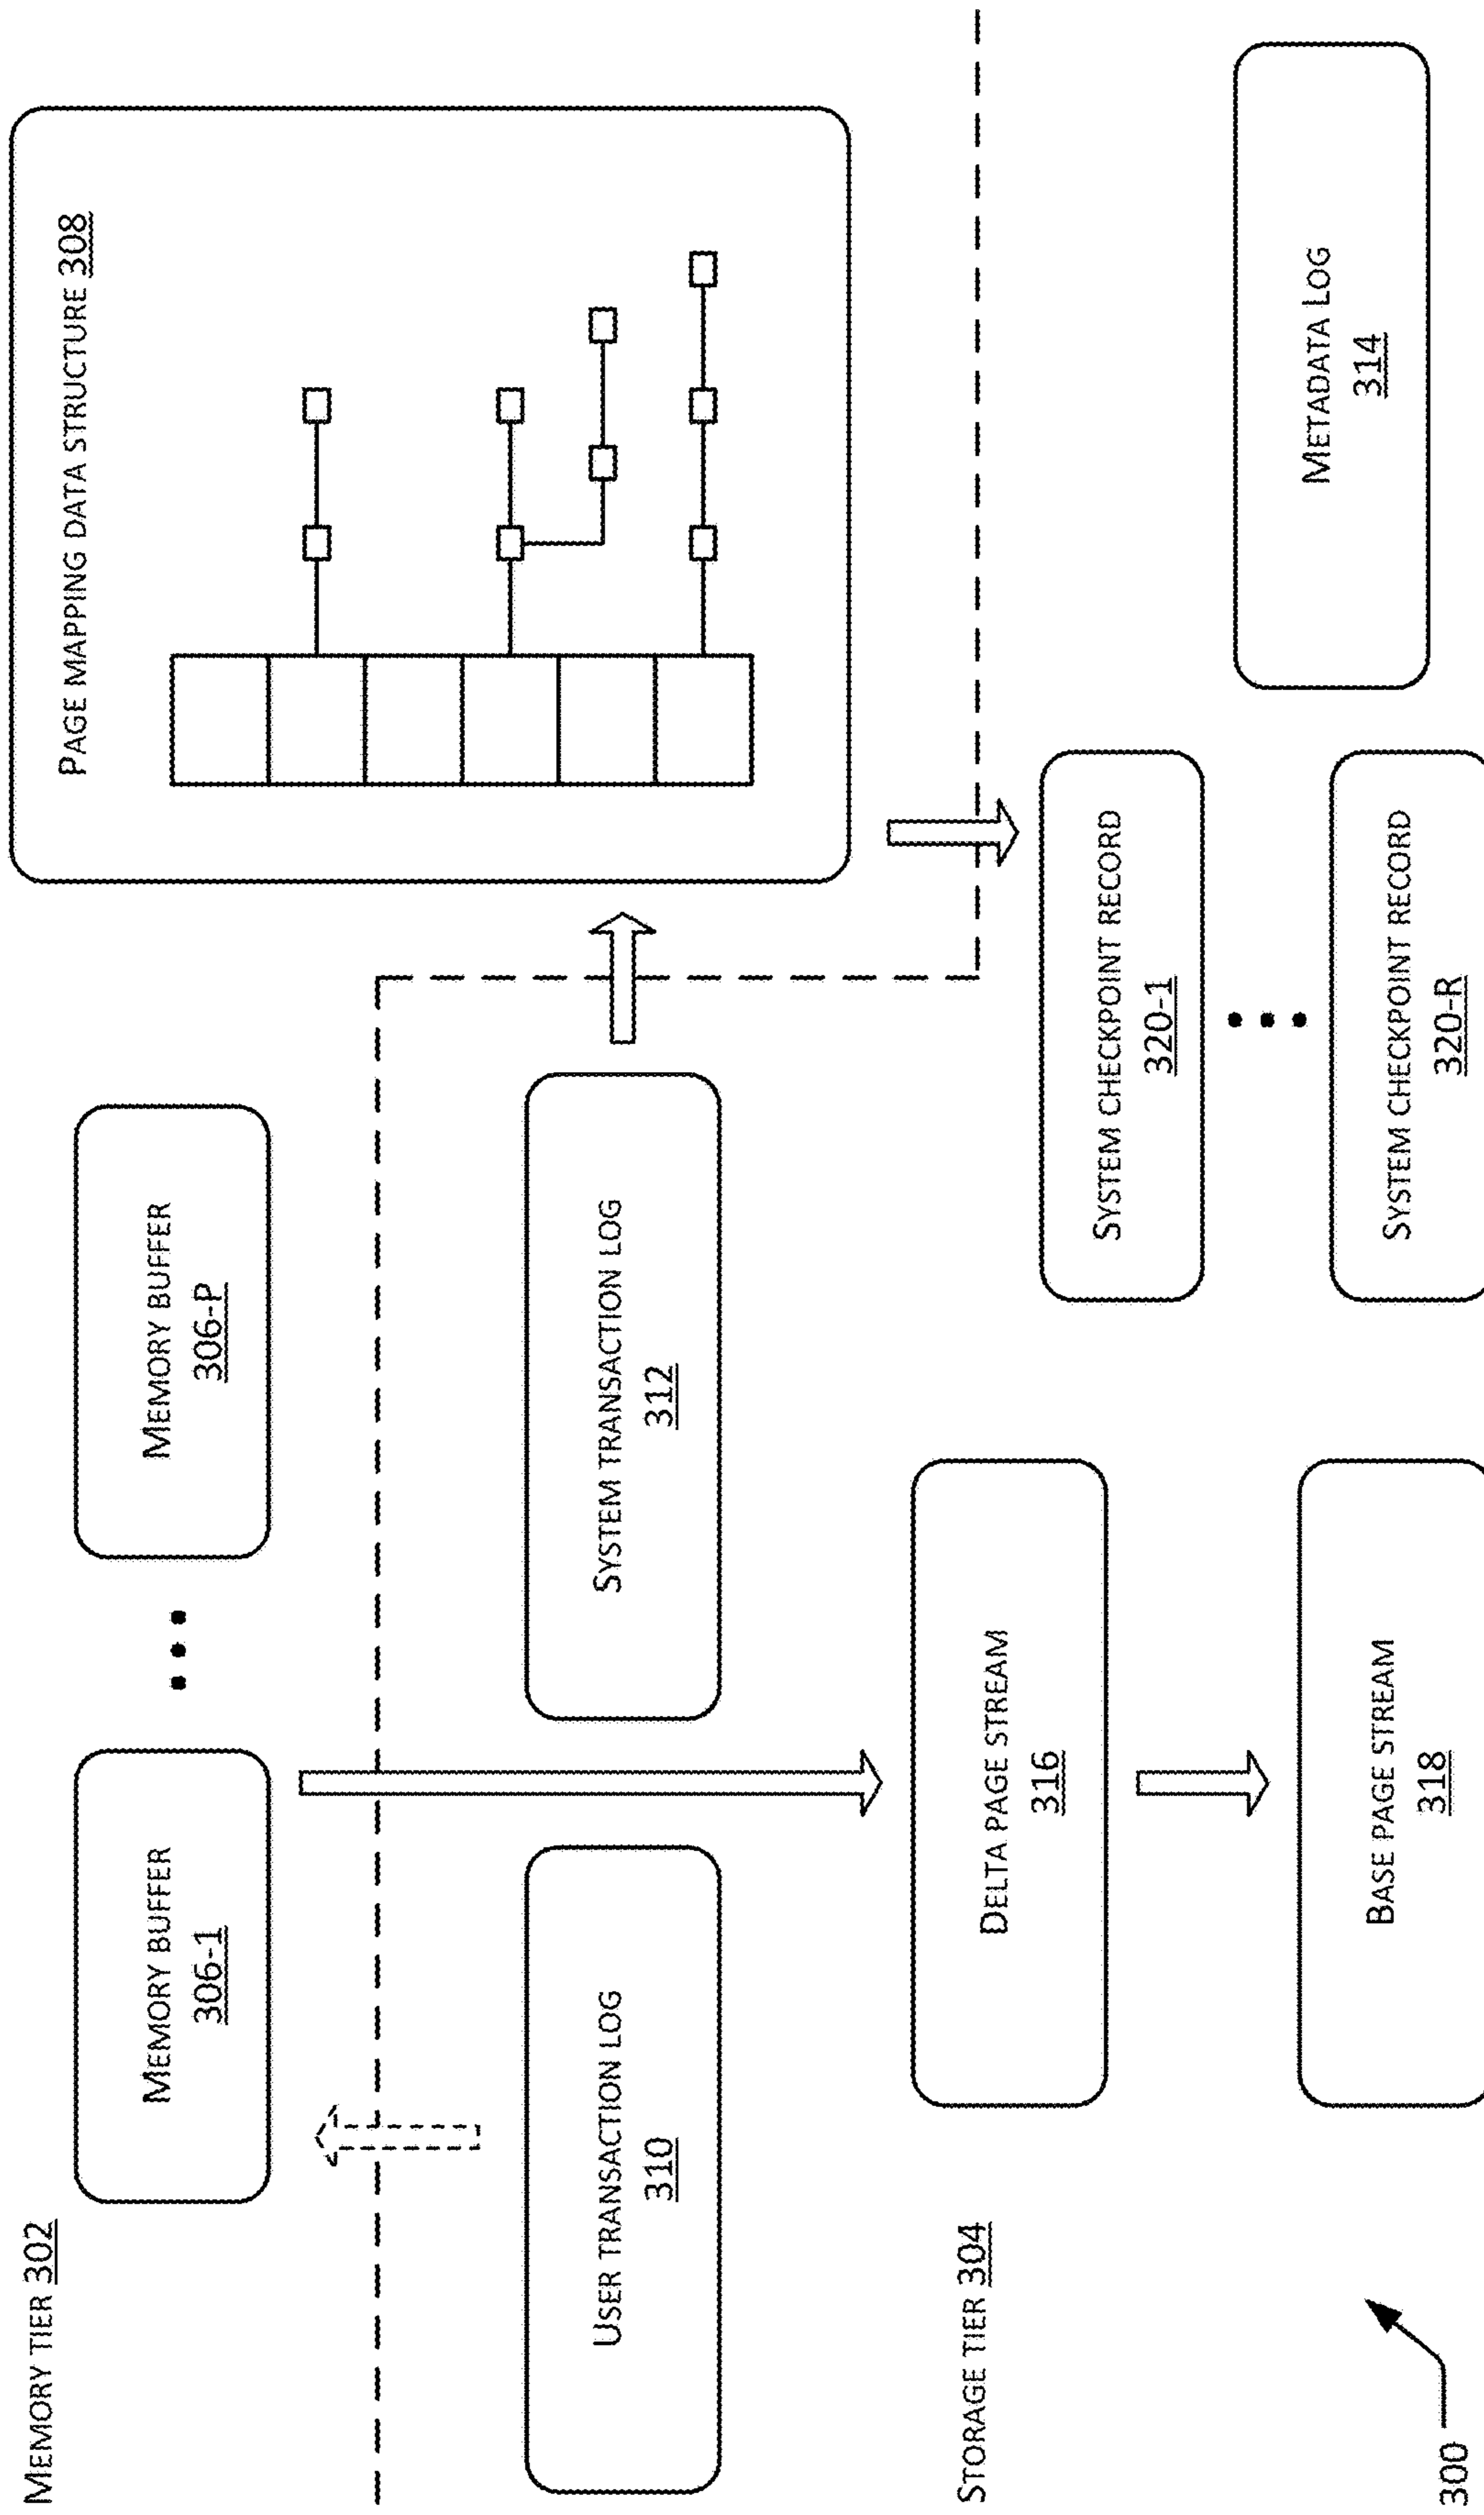 MEMORY TIER 302
MEMORY BUFFER
306-1
MEMORY BUFFER
306-P
PAGE MAPPING DATA STRUCTURE 308
USER TRANSACTION LOG
310
SYSTEM TRANSACTION LOG
312
STORAGE TIER 304
DELTA PAGE STREAM
316
BASE PAGE STREAM
318
SYSTEM CHECKPOINT RECORD
320-1
SYSTEM CHECKPOINT RECORD
320-R
METADATA LOG
314
300